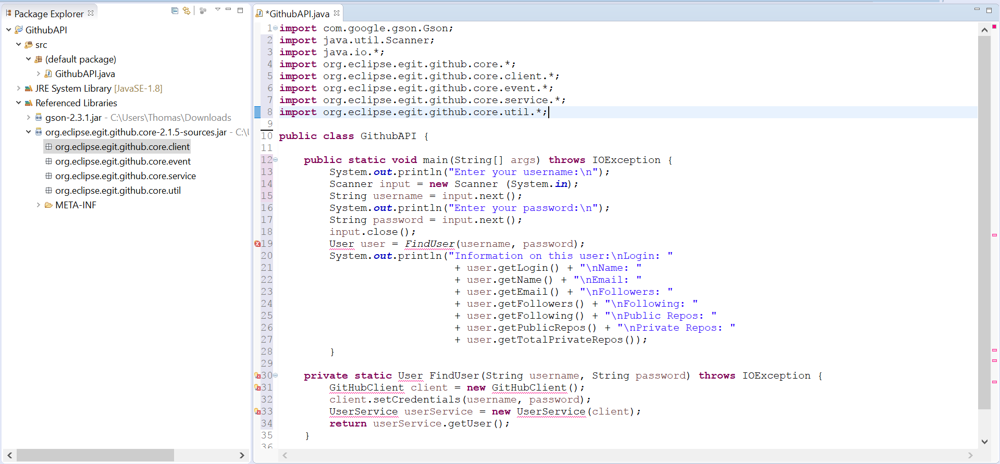 Package Explorer
GithubAPI
src
(default package)
GithubAPI.java
JRE System Library [JavaSE-1.8]
Referenced Libraries
gson-2.3.1.jar - C:\Users\Thomas\Downloads
org.eclipse.egit.github.core-2.1.5-sources.jar - C:\
org.eclipse.egit.github.core.client
org.eclipse.egit.github.core.event
org.eclipse.egit.github.core.service
org.eclipse.egit.github.core.util
META-INF
*GithubAPI.java
1 import com.google.gson.Gson;
2 import java.util.Scanner;
3 import java.io.*;
4 import org.eclipse.egit.github.core.*;
5 import org.eclipse.egit.github.core.client.*;
6 import org.eclipse.egit.github.core.event.*;
7 import org.eclipse.egit.github.core.service.*;
8 import org.eclipse.egit.github.core.util.*;
9
10 public class GithubAPI {
11
12     public static void main(String[] args) throws IOException {
13         System.out.println("Enter your username:\n");
14         Scanner input = new Scanner (System.in);
15         String username = input.next();
16         System.out.println("Enter your password:\n");
17         String password = input.next();
18         input.close();
19         User user = FindUser(username, password);
20         System.out.println("Information on this user:\nLogin: "
21                             + user.getLogin() + "\nName: "
22                             + user.getName() + "\nEmail: "
23                             + user.getEmail() + "\nFollowers: "
24                             + user.getFollowers() + "\nFollowing: "
25                             + user.getFollowing() + "\nPublic Repos: "
26                             + user.getPublicRepos() + "\nPrivate Repos: "
27                             + user.getTotalPrivateRepos());
28         }
29
30     private static User FindUser(String username, String password) throws IOException {
31         GitHubClient client = new GitHubClient();
32         client.setCredentials(username, password);
33         UserService userService = new UserService(client);
34         return userService.getUser();
35     }
36